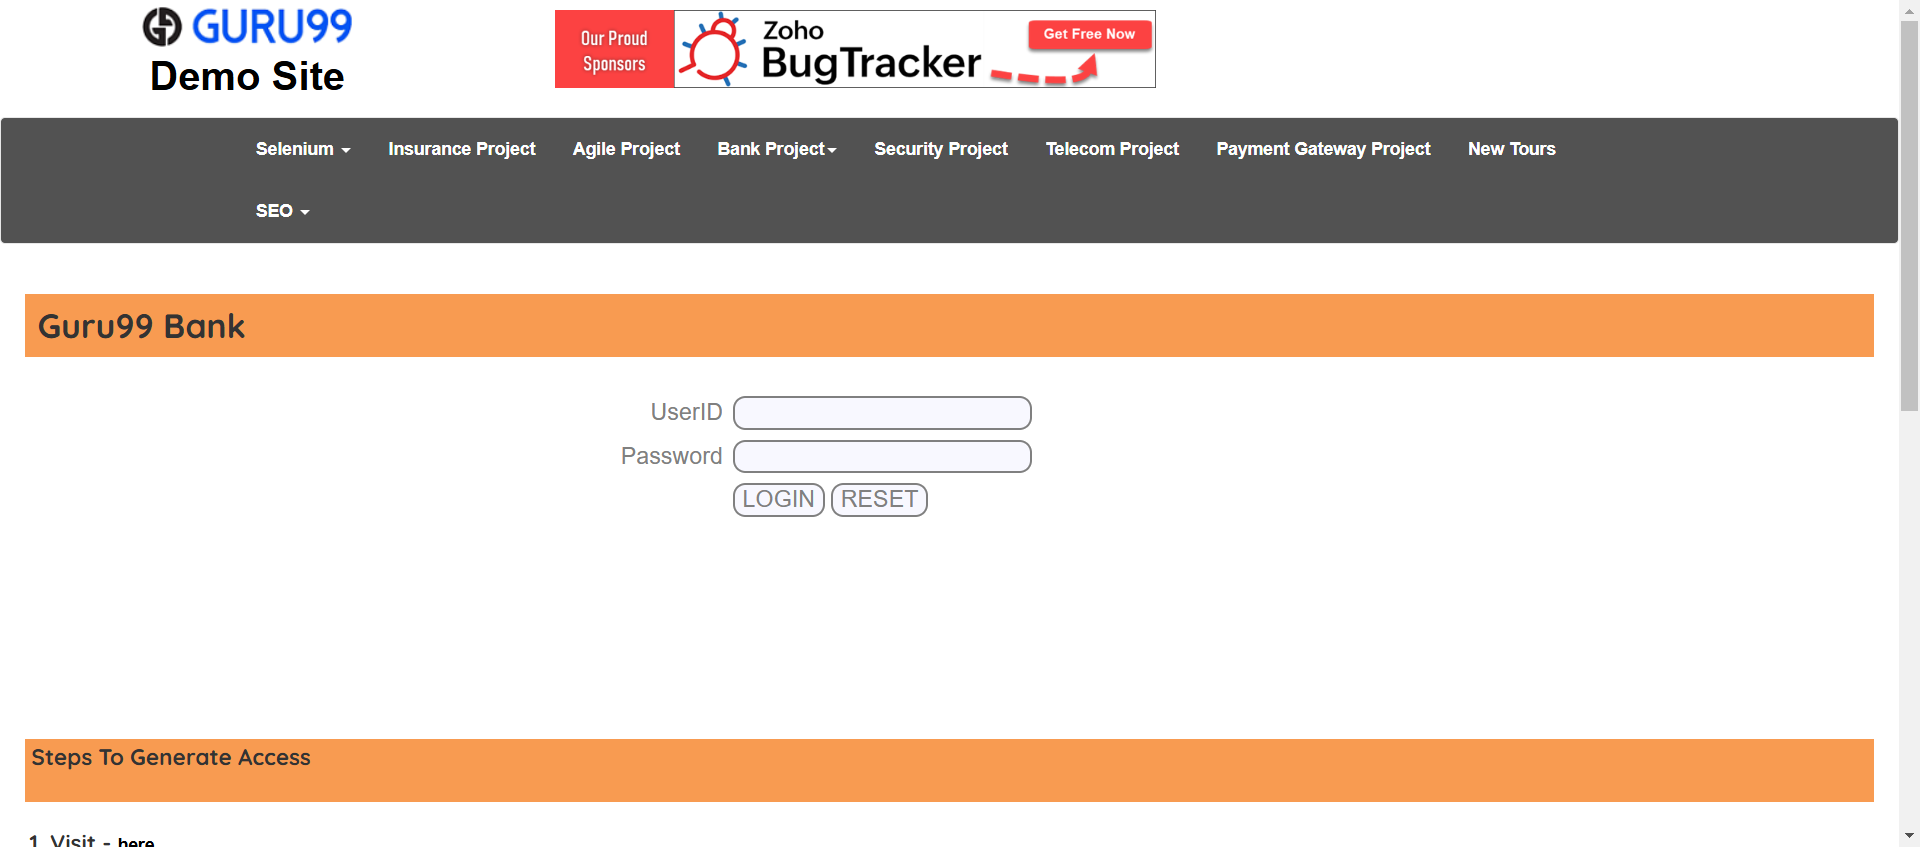 GURU99
Demo Site
Our Proud
Sponsors
Zoho
BugTracker
Get Free Now
Selenium
Insurance Project
Agile Project
Bank Project
Security Project
Telecom Project
Payment Gateway Project
New Tours
SEO
Guru99 Bank
UserID
Password
LOGIN
RESET
Steps To Generate Access
1. Visit - here